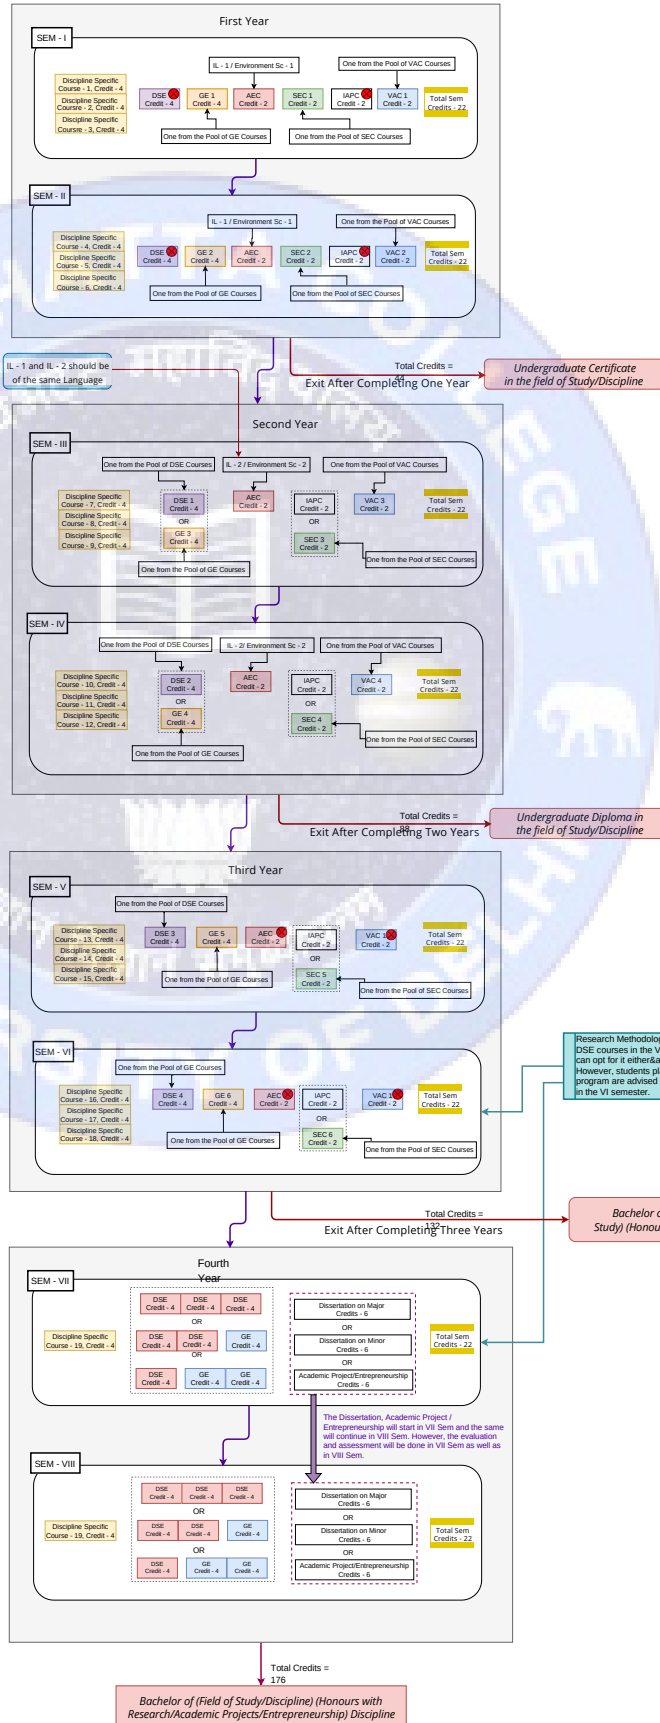 First Year
SEM - I
IL - 1 / Environment Sc - 1
One from the Pool of VAC Courses
Discipline Specific
Course - 1, Credit - 4
Discipline Specific
Coursre - 2, Credit - 4
Discipline Specific
Coursre - 3, Credit - 4
DSE
Credit - 4
GE 1
Credit - 4
AEC
Credit - 2
SEC 1
Credit - 2
IAPC
Credit - 2
VAC 1
Credit - 2
Total Sem
Credits - 22
One from the Pool of GE Courses
One from the Pool of SEC Courses
SEM - II
IL - 1 / Environment Sc - 1
One from the Pool of VAC Courses
Discipline Specific
Course - 4, Credit - 4
Discipline Specific
Course - 5, Credit - 4
Discipline Specific
Course - 6, Credit - 4
DSE
Credit - 4
GE 2
Credit - 4
AEC
Credit - 2
SEC 2
Credit - 2
IAPC
Credit - 2
VAC 2
Credit - 2
Total Sem
Credits - 22
One from the Pool of GE Courses
One from the Pool of SEC Courses
IL - 1 and IL - 2 should be
of the same Language
Total Credits =
44
Exit After Completing One Year
Undergraduate Certificate
in the field of Study/Discipline
Second Year
SEM - III
One from the Pool of DSE Courses
IL - 2 / Environment Sc - 2
One from the Pool of VAC Courses
Discipline Specific
Course - 7, Credit - 4
Discipline Specific
Course - 8, Credit - 4
Discipline Specific
Course - 9, Credit - 4
DSE 1
Credit - 4
OR
GE 3
Credit - 4
AEC
Credit - 2
IAPC
Credit - 2
OR
SEC 3
Credit - 2
VAC 3
Credit - 2
Total Sem
Credits - 22
One from the Pool of GE Courses
One from the Pool of SEC Courses
SEM - IV
One from the Pool of DSE Courses
IL - 2/ Environment Sc - 2
One from the Pool of VAC Courses
Discipline Specific
Course - 10, Credit - 4
Discipline Specific
Course - 11, Credit - 4
Discipline Specific
Course - 12, Credit - 4
DSE 2
Credit - 4
OR
GE 4
Credit - 4
AEC
Credit - 2
IAPC
Credit - 2
OR
SEC 4
Credit - 2
VAC 4
Credit - 2
Total Sem
Credits - 22
One from the Pool of GE Courses
One from the Pool of SEC Courses
Total Credits =
88
Exit After Completing Two Years
Undergraduate Diploma in
the field of Study/Discipline
Third Year
SEM - V
One from the Pool of DSE Courses
Discipline Specific
Course - 13, Credit - 4
Discipline Specific
Course - 14, Credit - 4
Discipline Specific
Course - 15, Credit - 4
DSE 3
Credit - 4
GE 5
Credit - 4
AEC
Credit - 2
IAPC
Credit - 2
OR
SEC 5
Credit - 2
VAC 1
Credit - 2
Total Sem
Credits - 22
One from the Pool of GE Courses
One from the Pool of SEC Courses
SEM - VI
One from the Pool of GE Courses
Discipline Specific
Course - 16, Credit - 4
Discipline Specific
Course - 17, Credit - 4
Discipline Specific
Course - 18, Credit - 4
DSE 4
Credit - 4
GE 6
Credit - 4
AEC
Credit - 2
IAPC
Credit - 2
OR
SEC 6
Credit - 2
VAC 1
Credit - 2
Total Sem
Credits - 22
One from the Pool of GE Courses
One from the Pool of SEC Courses
Research Methodolog
DSE courses in the V
can opt for it either&a
However, students pl
program are advised
in the VI semester.
Total Credits =
132
Exit After Completing Three Years
Bachelor
Study) (Honou
Fourth
Year
SEM - VII
Discipline Specific
Course - 19, Credit - 4
DSE
Credit - 4
DSE
Credit - 4
DSE
Credit - 4
OR
DSE
Credit - 4
DSE
Credit - 4
GE
Credit - 4
OR
DSE
Credit - 4
GE
Credit - 4
GE
Credit - 4
Dissertation on Major
Credits - 6
OR
Dissertation on Minor
Credits - 6
OR
Academic Project/Entrepreneurship
Credits - 6
Total Sem
Credits - 22
The Dissertation, Academic Project /
Entrepreneurship will start in VII Sem and the same
will continue in VIII Sem. However, the evaluation
and assessment will be done in VII Sem as well as
in VIII Sem.
SEM - VIII
Discipline Specific
Course - 19, Credit - 4
DSE
Credit - 4
DSE
Credit - 4
DSE
Credit - 4
OR
DSE
Credit - 4
DSE
Credit - 4
GE
Credit - 4
OR
DSE
Credit - 4
GE
Credit - 4
GE
Credit - 4
Dissertation on Major
Credits - 6
OR
Dissertation on Minor
Credits - 6
OR
Academic Project/Entrepreneurship
Credits - 6
Total Sem
Credits - 22
Total Credits =
176
Bachelor of (Field of Study/Discipline) (Honours with
Research/Academic Projects/Entrepreneurship) Discipline